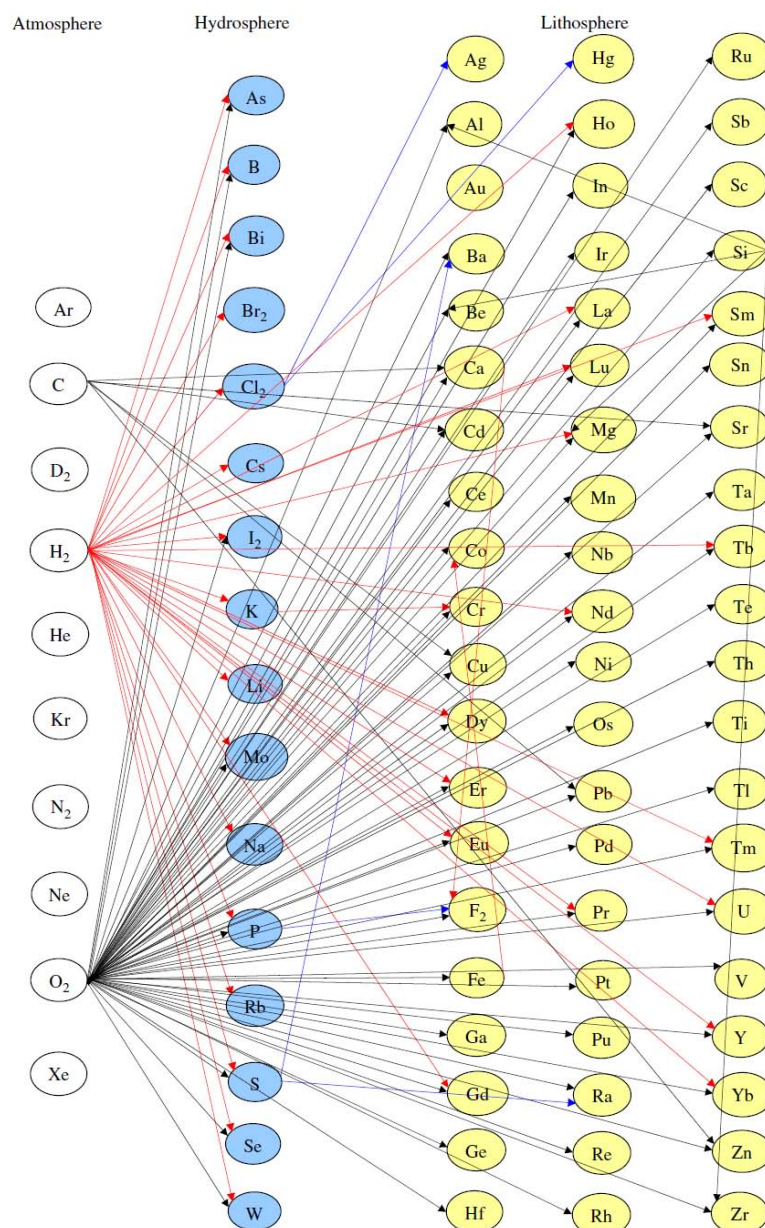 Atmosphere
Hydrosphere
Lithosphere
Ar
C
D2
H2
He
Kr
N2
Ne
O2
Xe
As
B
Bi
Br2
Cl2
Cs
I2
K
Li
Mo
Na
P
Rb
S
Se
W
Ag
Al
Au
Ba
Be
Ca
Cd
Ce
Co
Cr
Cu
Dy
Er
Eu
F2
Fe
Ga
Gd
Ge
Hf
Hg
Ho
In
Ir
La
Lu
Mg
Mn
Nb
Nd
Ni
Os
Pb
Pd
Pr
Pt
Pu
Ra
Re
Rh
Ru
Sb
Sc
Si
Sm
Sn
Sr
Ta
Tb
Te
Th
Ti
Tl
Tm
U
V
Y
Yb
Zn
Zr